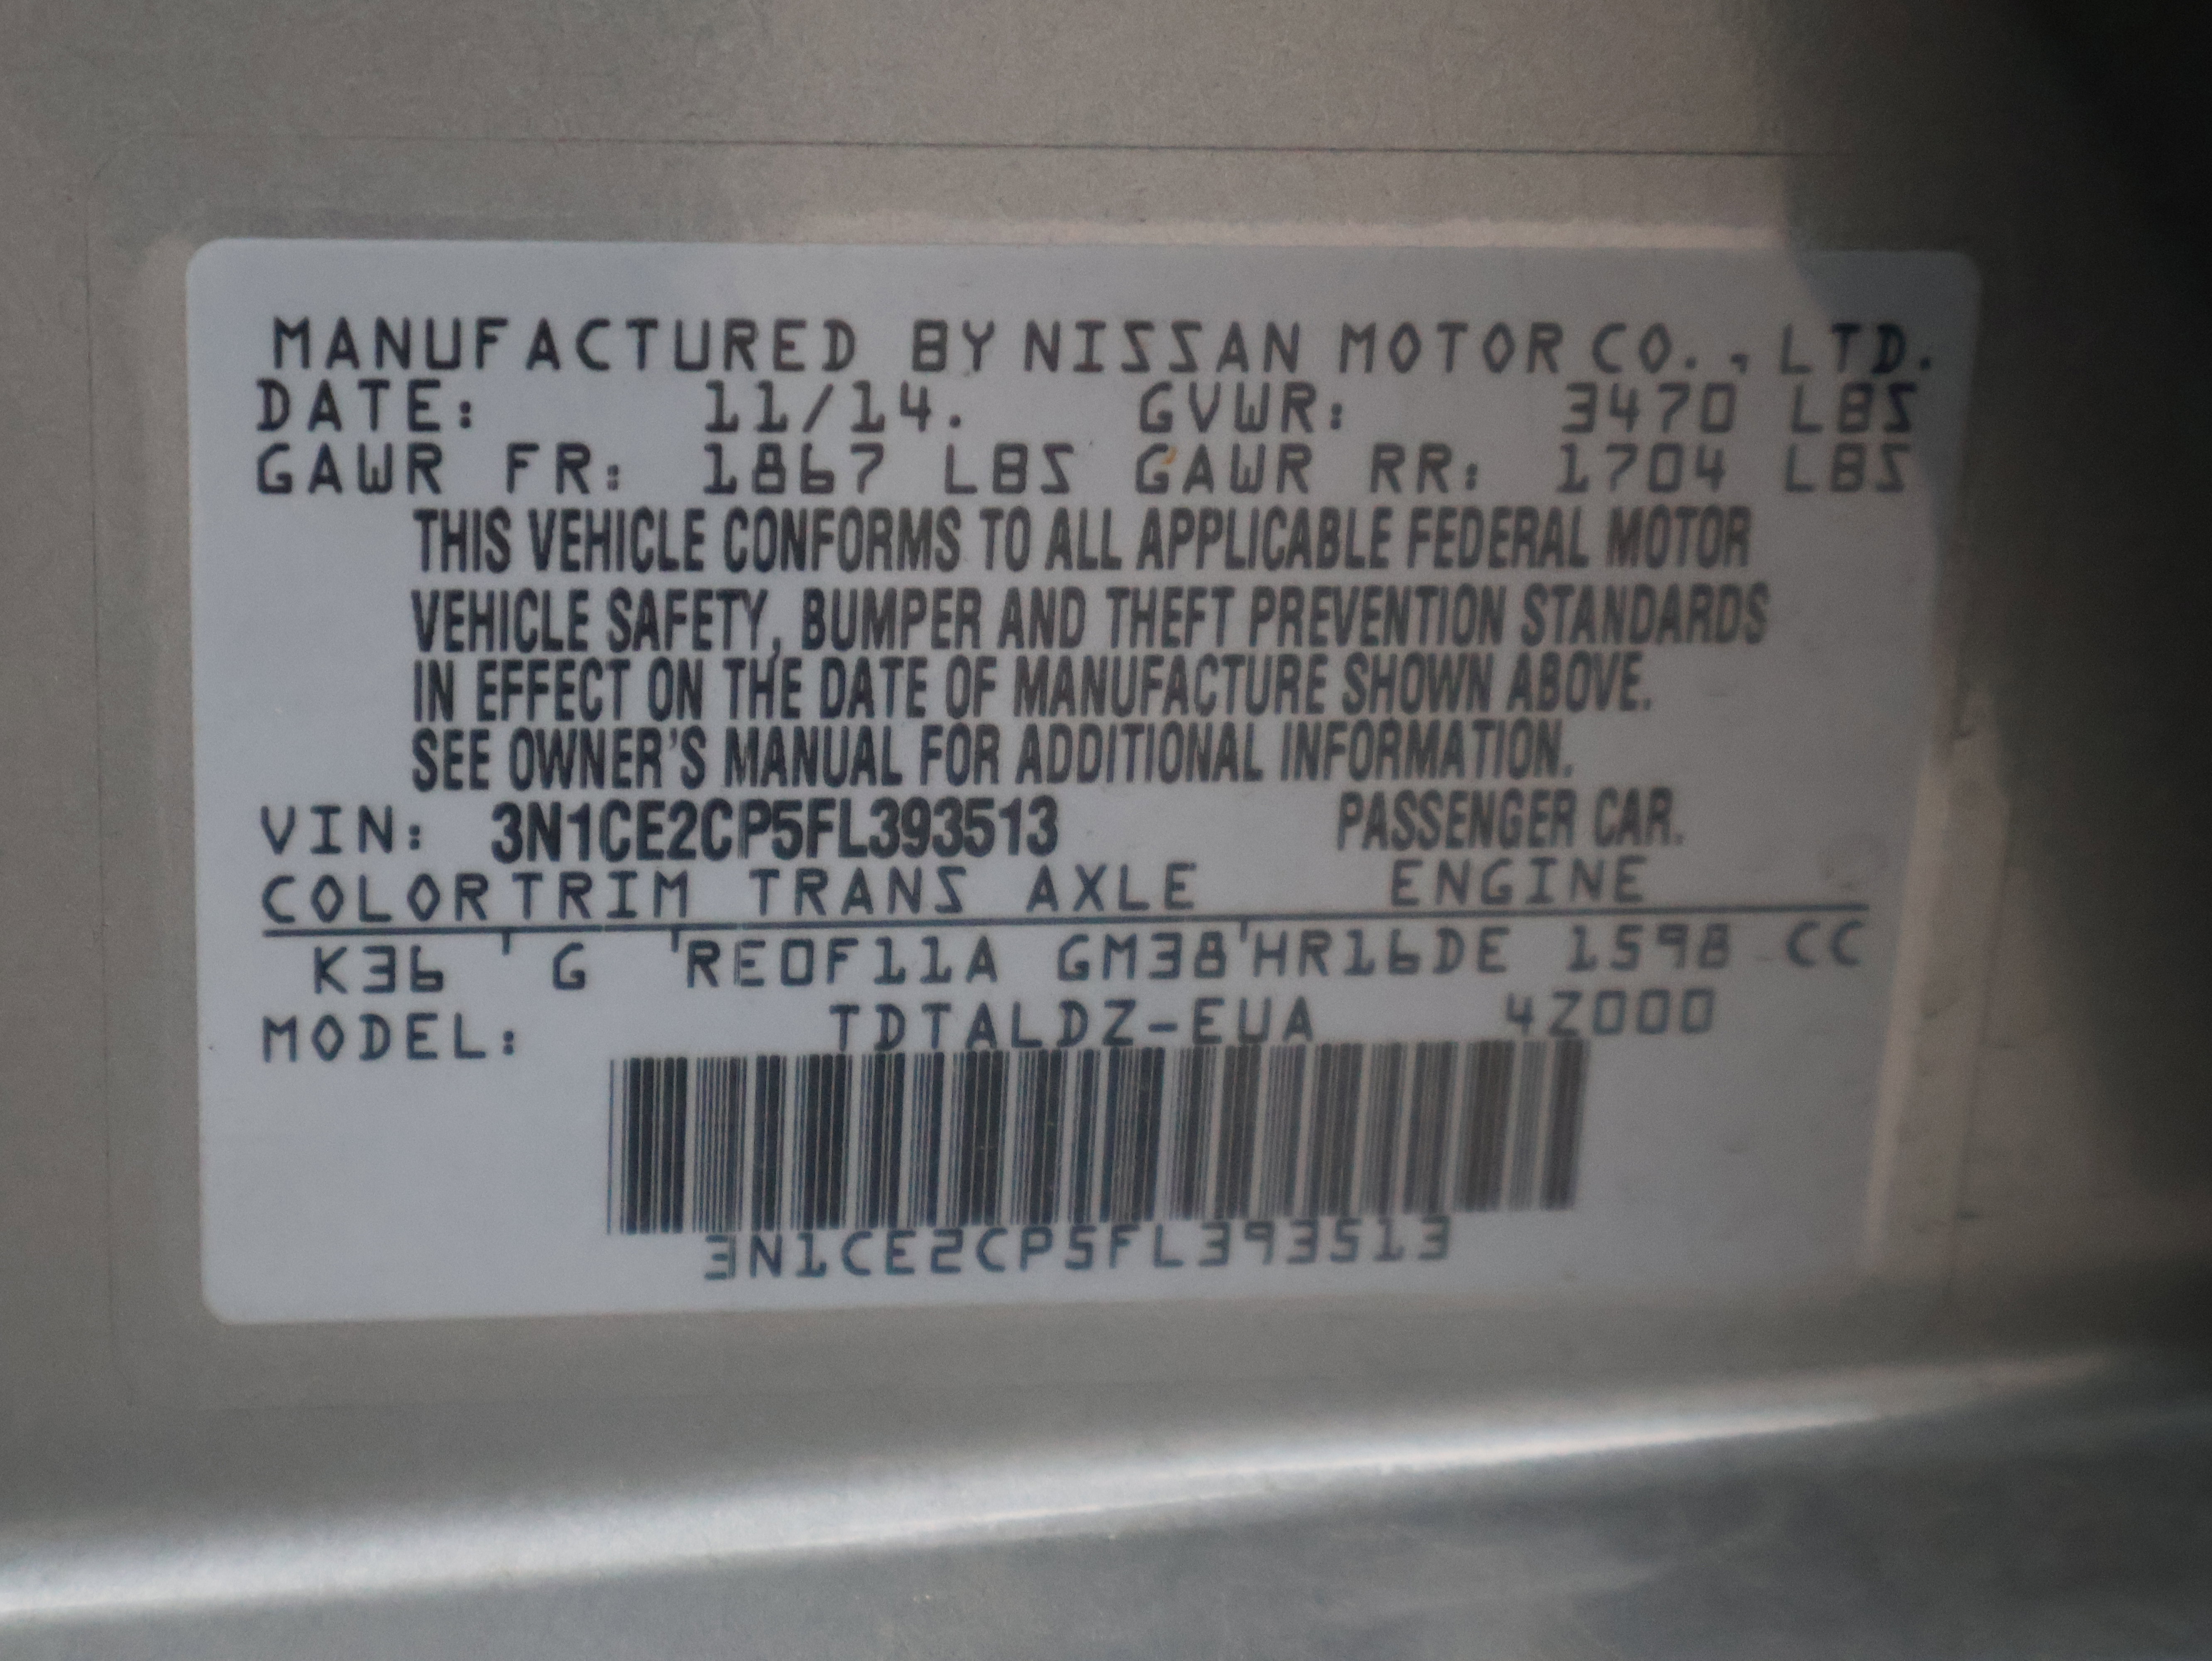 MANUFACTURED BY NISSAN MOTOR CO., LTD.
DATE: 11/14. GVWR: 3470 LBS
GAWR FR: 1867 LBS GAWR RR: 1704 LBS
THIS VEHICLE CONFORMS TO ALL APPLICABLE FEDERAL MOTOR
VEHICLE SAFETY, BUMPER AND THEFT PREVENTION STANDARDS
IN EFFECT ON THE DATE OF MANUFACTURE SHOWN ABOVE.
SEE OWNER'S MANUAL FOR ADDITIONAL INFORMATION.
VIN: 3N1CE2CP5FL393513 PASSENGER CAR.
COLOR TRIM TRANS AXLE ENGINE
K36 G RE0F11A GM38 HR16DE 1598 CC
MODEL: TDTALDZ-EUA 4Z000
3N1CE2CP5FL393513